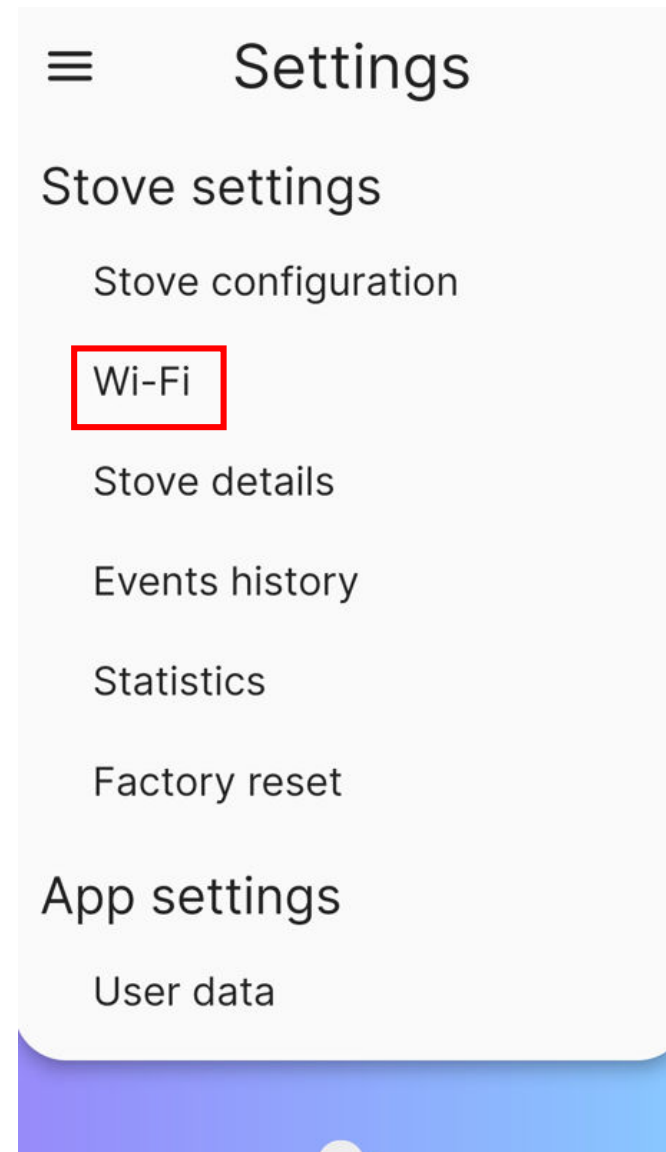 Settings
Stove settings
Stove configuration
Wi-Fi
Stove details
Events history
Statistics
Factory reset
App settings
User data